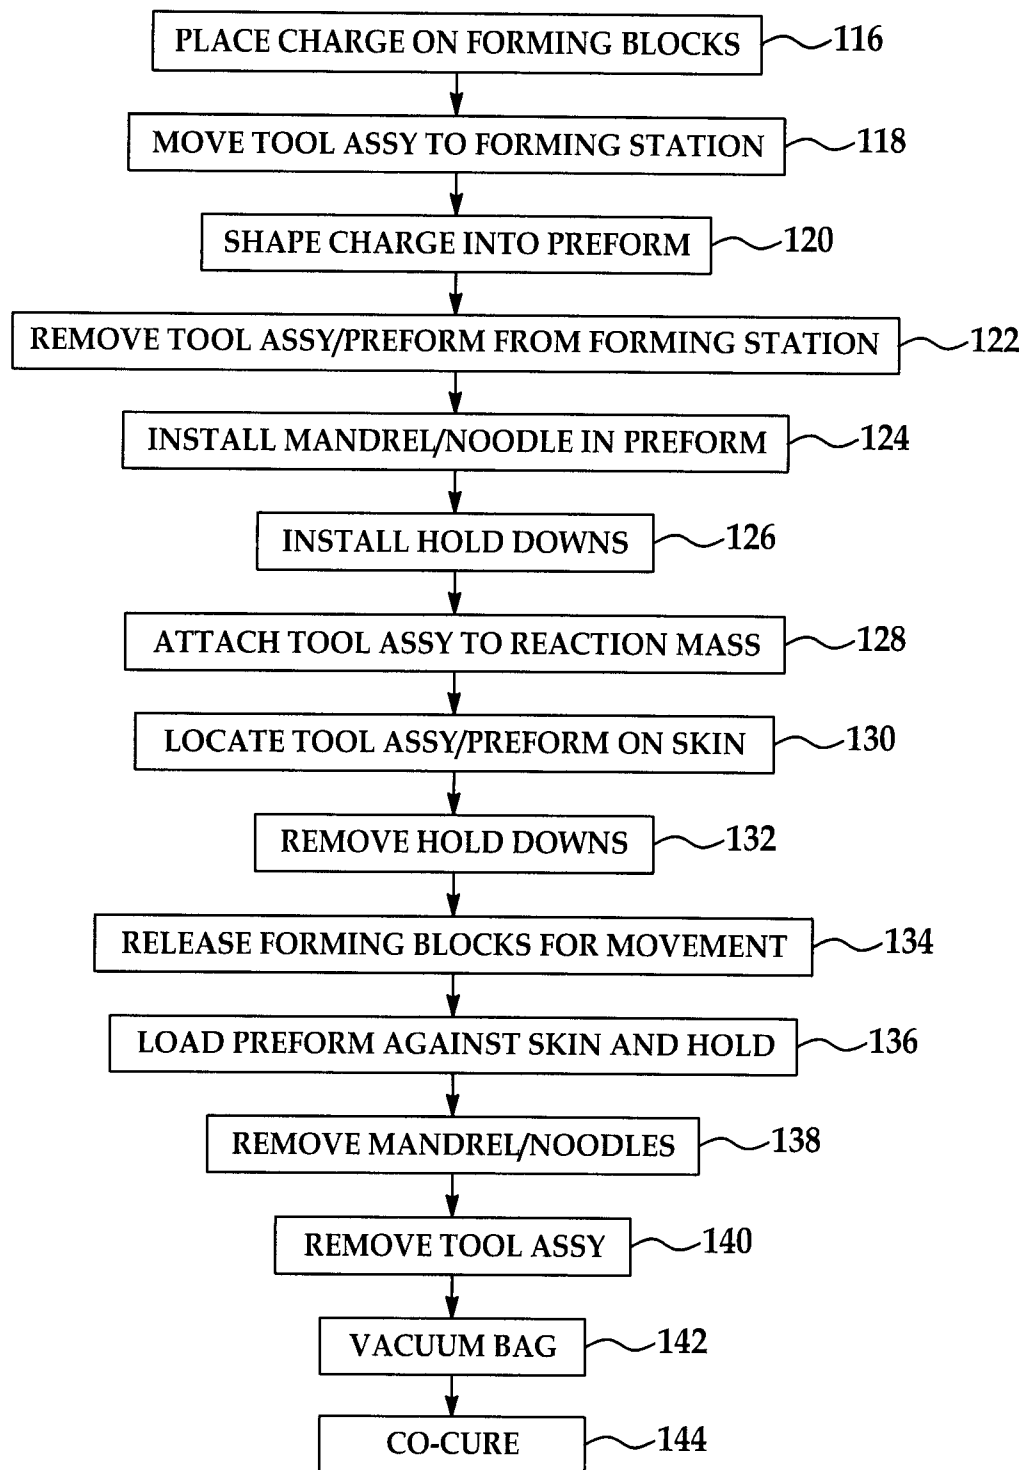 PLACE CHARGE ON FORMING BLOCKS 116
MOVE TOOL ASSY TO FORMING STATION 118
SHAPE CHARGE INTO PREFORM 120
REMOVE TOOL ASSY/PREFORM FROM FORMING STATION 122
INSTALL MANDREL/NOODLE IN PREFORM 124
INSTALL HOLD DOWNS 126
ATTACH TOOL ASSY TO REACTION MASS 128
LOCATE TOOL ASSY/PREFORM ON SKIN 130
REMOVE HOLD DOWNS 132
RELEASE FORMING BLOCKS FOR MOVEMENT 134
LOAD PREFORM AGAINST SKIN AND HOLD 136
REMOVE MANDREL/NOODLES 138
REMOVE TOOL ASSY 140
VACUUM BAG 142
CO-CURE 144